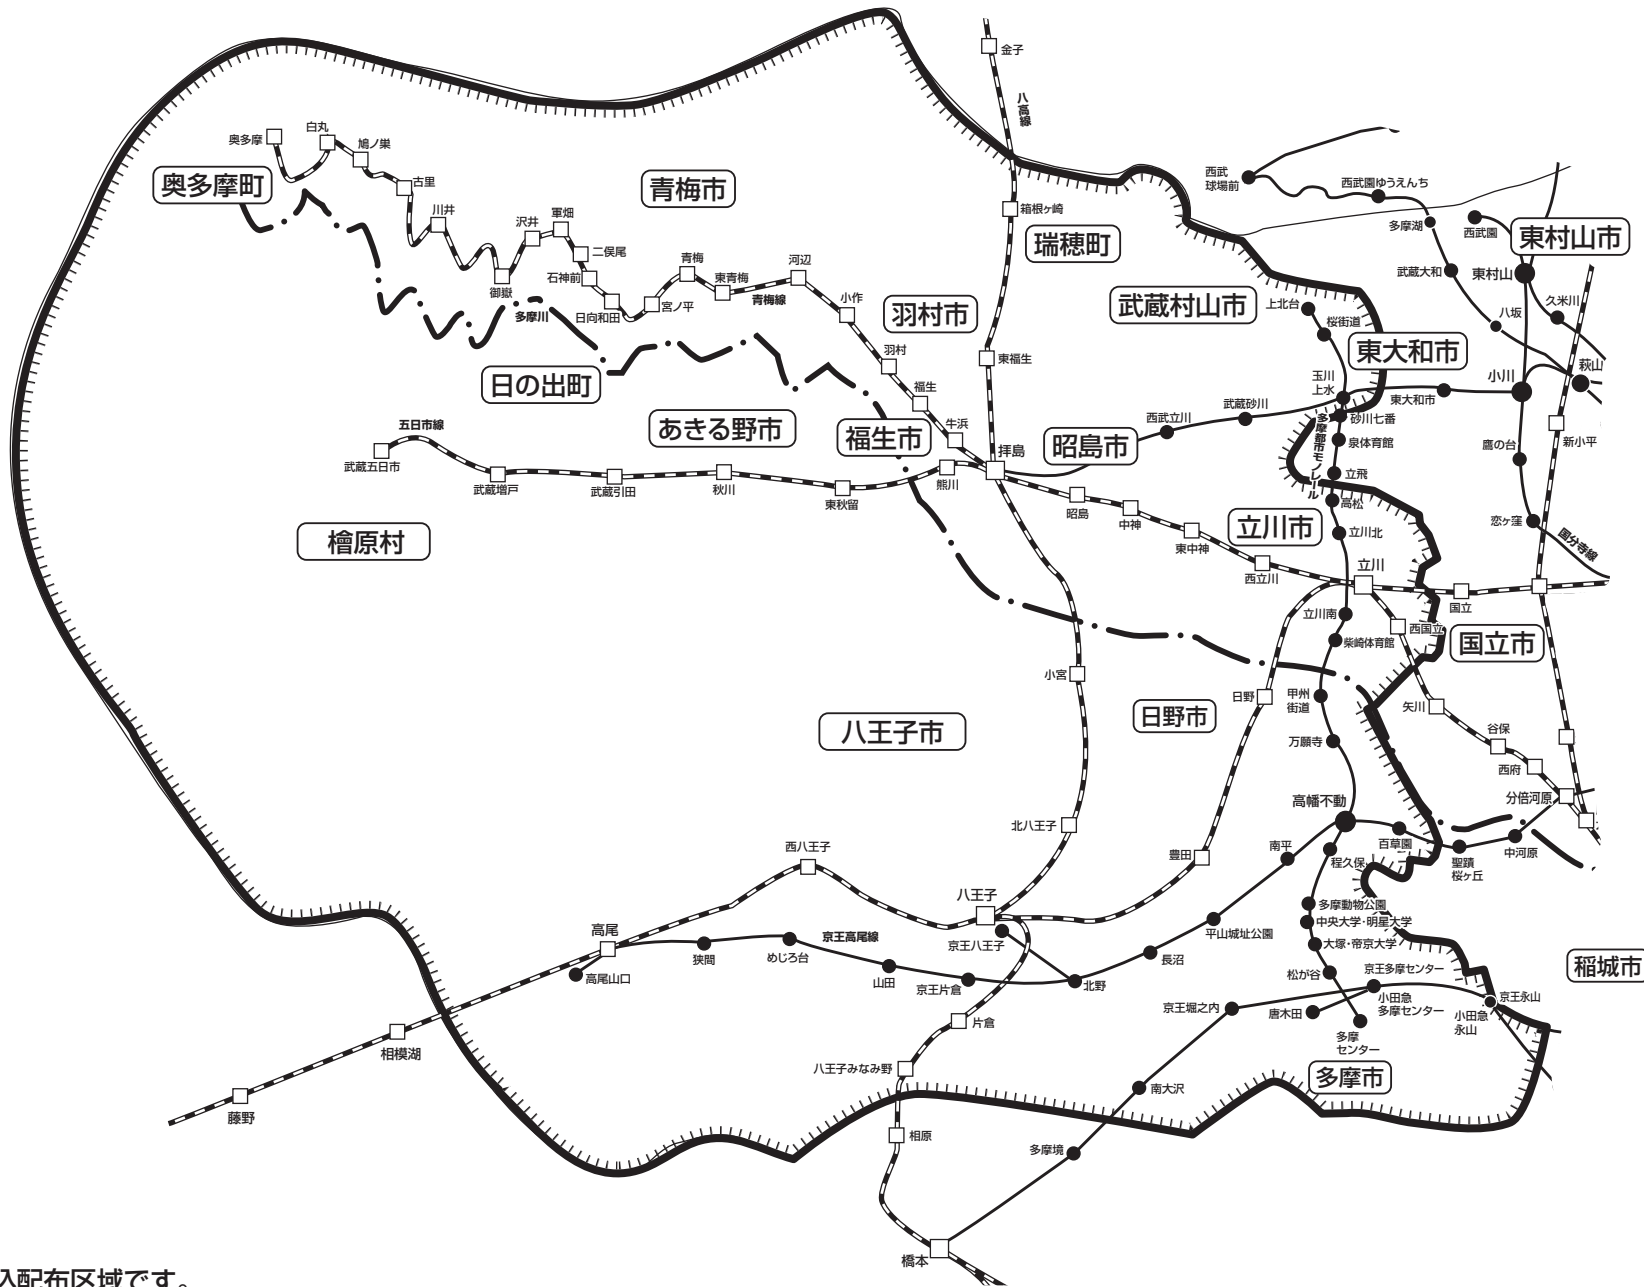 金子
八高線
白丸
奥多摩
鳩ノ巣
奥多摩町
古里
青梅市
川井
沢井
軍畑
二俣尾
石神前
御嶽
日向和田
多摩川
宮ノ平
青梅
東青梅
青梅線
河辺
小作
箱根ヶ崎
瑞穂町
羽村市
羽村
東福生
福生
牛浜
拝島
西武
球場前
西武園ゆうえんち
多摩湖
西武園
東村山市
東村山
武蔵大和
久米川
八坂
武蔵村山市
上北台
桜街道
東大和市
萩山
小川
玉川
上水
東大和市
日の出町
あきる野市
福生市
昭島市
西武立川
武蔵砂川
多摩都市モノレール
砂川七番
泉体育館
立飛
高松
立川北
鷹の台
新小平
恋ヶ窪
国分寺線
五日市線
武蔵五日市
武蔵増戸
武蔵引田
秋川
東秋留
熊川
昭島
中神
東中神
西立川
立川市
立川
国立
立川南
西国立
柴崎体育館
国立市
檜原村
小宮
八王子市
日野市
日野
甲州
街道
万願寺
矢川
谷保
西府
分倍河原
高幡不動
北八王子
豊田
南平
百草園
聖蹟
桜ヶ丘
中河原
程久保
西八王子
八王子
京王八王子
多摩動物公園
中央大学・明星大学
大塚・帝京大学
平山城址公園
高尾
高尾山口
狭間
めじろ台
京王高尾線
山田
京王片倉
北野
長沼
松が谷
京王多摩センター
稲城市
京王堀之内
唐木田
小田急
多摩センター
京王永山
小田急
永山
多摩
センター
片倉
相模湖
八王子みなみ野
多摩市
南大沢
藤野
相原
多摩境
橋本
込配布区域です。